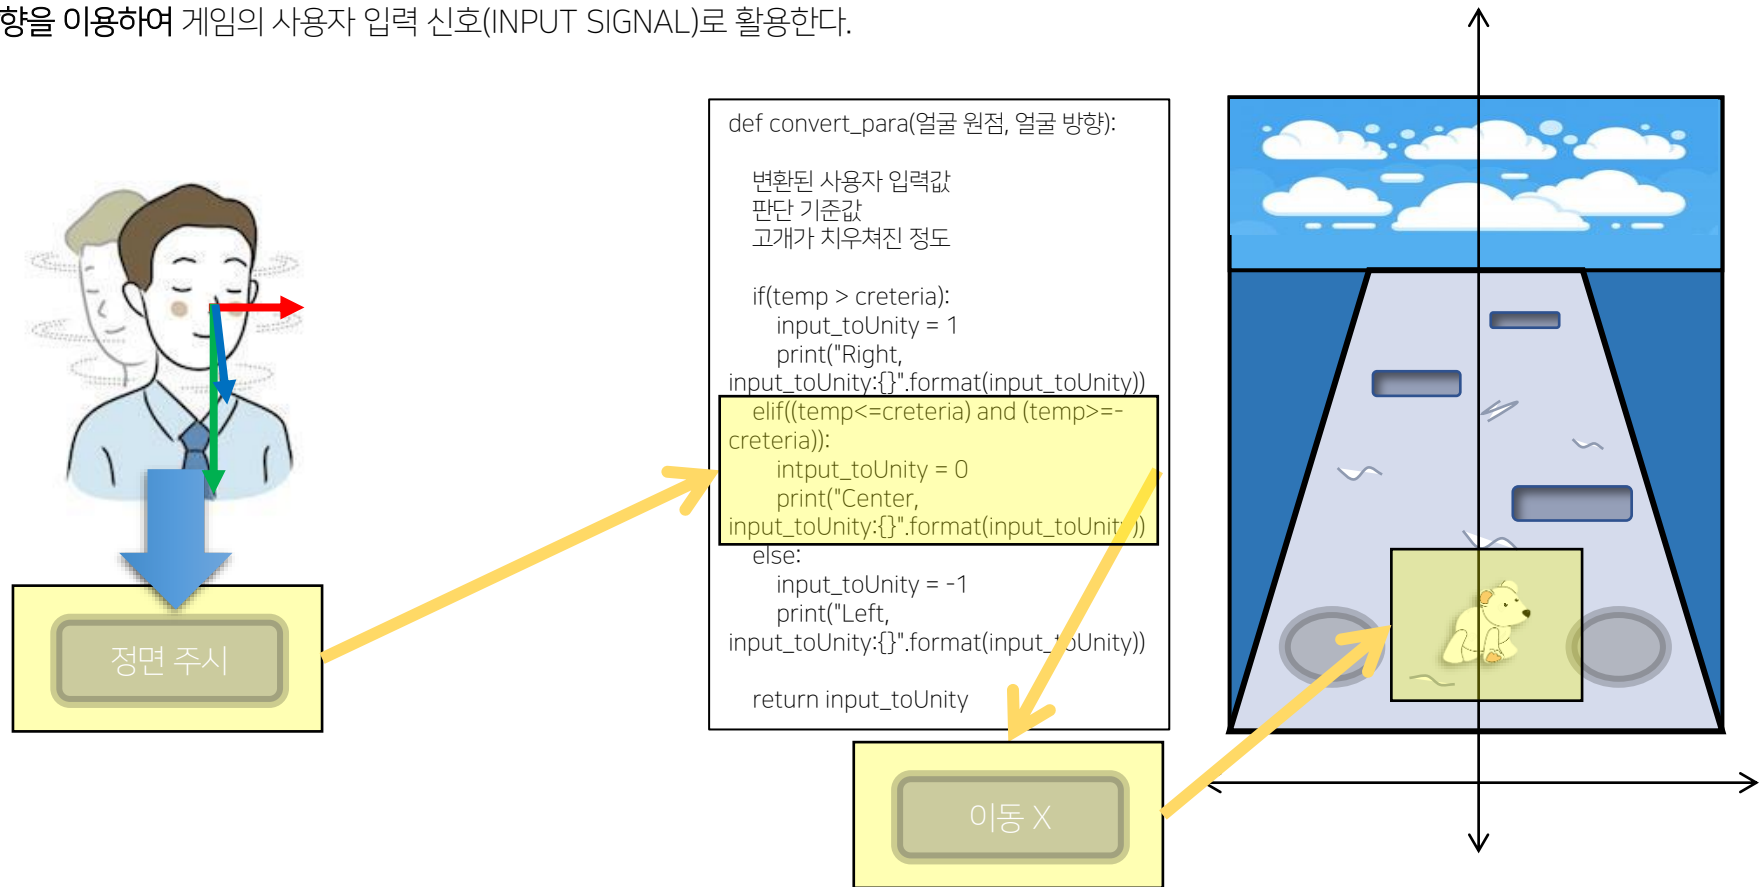 향을 이용하여 게임의 사용자 입력 신호(INPUT SIGNAL)로 활용한다.
def convert_para(얼굴 원점, 얼굴 방향):
변환된 사용자 입력값
판단 기준값
고개가 치우쳐진 정도
if(temp > creteria):
input_toUnity = 1
print("Right,
input_toUnity:{}".format(input_toUnity))
elif((temp<=creteria) and (temp>=-
creteria)):
intput_toUnity = 0
print("Center,
input_toUnity:{}".format(input_toUnity))
else:
input_toUnity = -1
print("Left,
input_toUnity:{}".format(input_toUnity))
return input_toUnity
정면 주시
이동 X